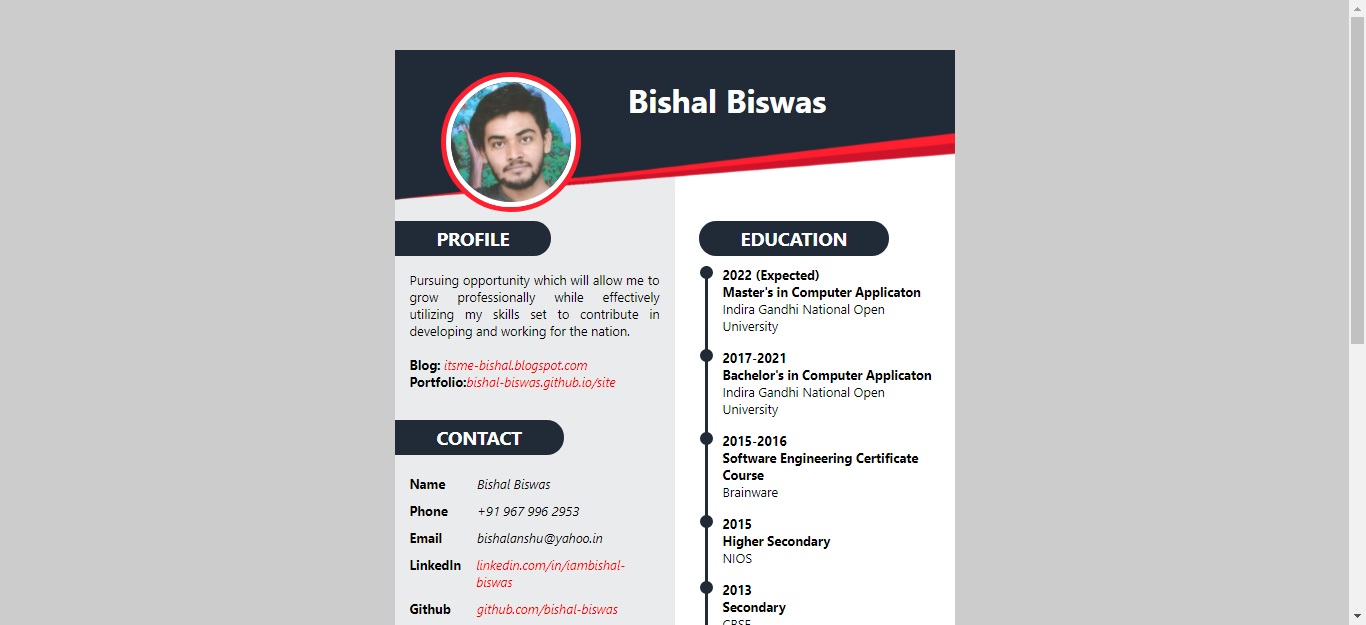 Bishal Biswas
PROFILE
Pursuing opportunity which will allow me to
grow professionally while effectively
utilizing my skills set to contribute in
developing and working for the nation.
Blog: itsme-bishal.blogspot.com
Portfolio:bishal-biswas.github.io/site
CONTACT
Name Bishal Biswas
Phone +91 967 996 2953
Email bishalanshu@yahoo.in
LinkedIn linkedin.com/in/iambishal-
biswas
Github github.com/bishal-biswas
EDUCATION
2022 (Expected)
Master's in Computer Applicaton
Indira Gandhi National Open
University
2017-2021
Bachelor's in Computer Applicaton
Indira Gandhi National Open
University
2015-2016
Software Engineering Certificate
Course
Brainware
2015
Higher Secondary
NIOS
2013
Secondary
CBSE